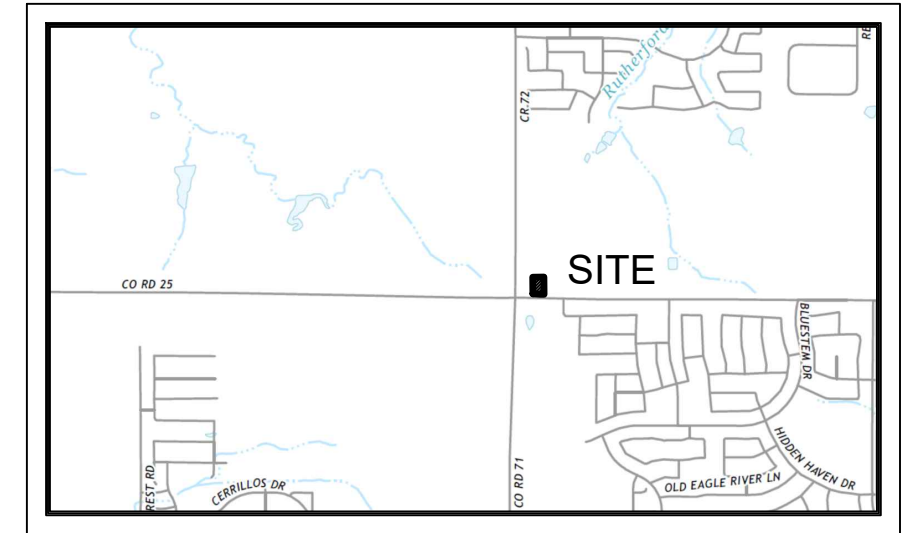 Rutherford
RE
CR 72
SITE
CO RD 25
BLUESTEM DR
HIDDEN HAVEN DR
CO RD 71
OLD EAGLE RIVER LN
REST RD
CERRILLOS DR